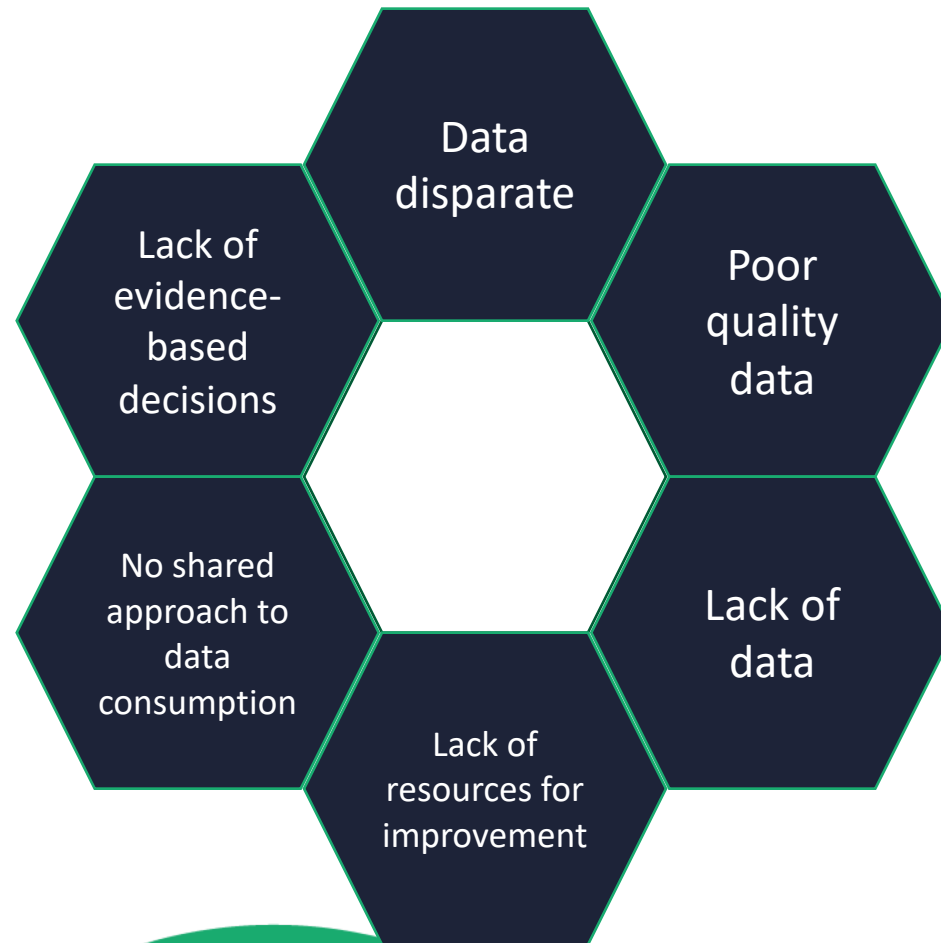 Data
disparate
Poor
quality
data
Lack of
data
Lack of
resources for
improvement
No shared
approach to
data
consumption
Lack of
evidence-
based
decisions